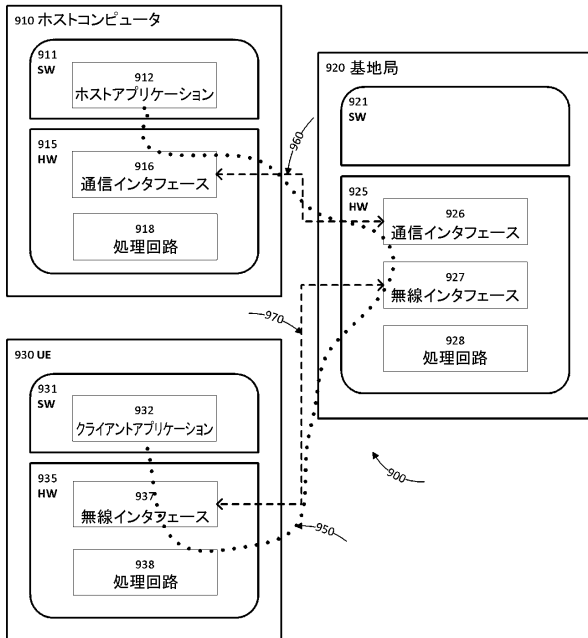 910 ホストコンピュータ
911
SW
912
ホストアプリケーション
915
HW
916
通信インタフェース
918
処理回路
960
920 基地局
921
SW
925
HW
926
通信インタフェース
927
無線インタフェース
928
処理回路
970
930 UE
931
SW
932
クライアントアプリケーション
935
HW
937
無線インタフェース
938
処理回路
900
950